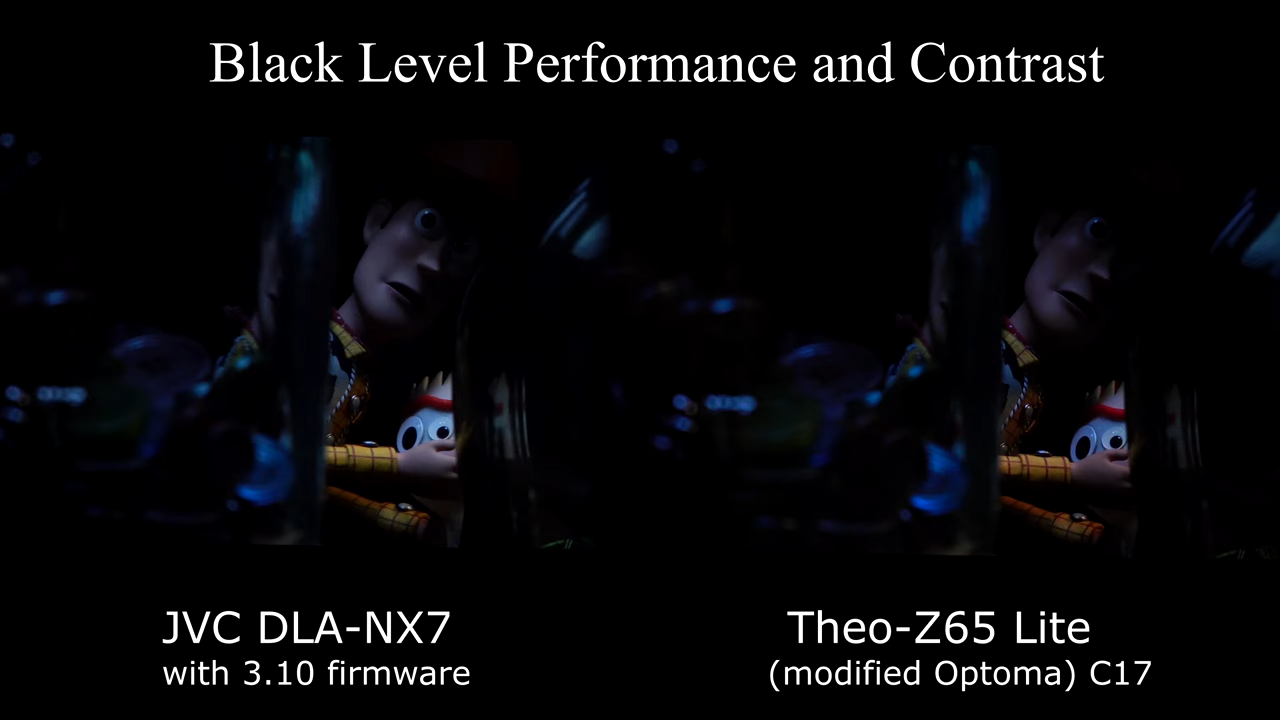 Black Level Performance and Contrast
JVC DLA-NX7
with 3.10 firmware
Theo-Z65 Lite
(modified Optoma) C17